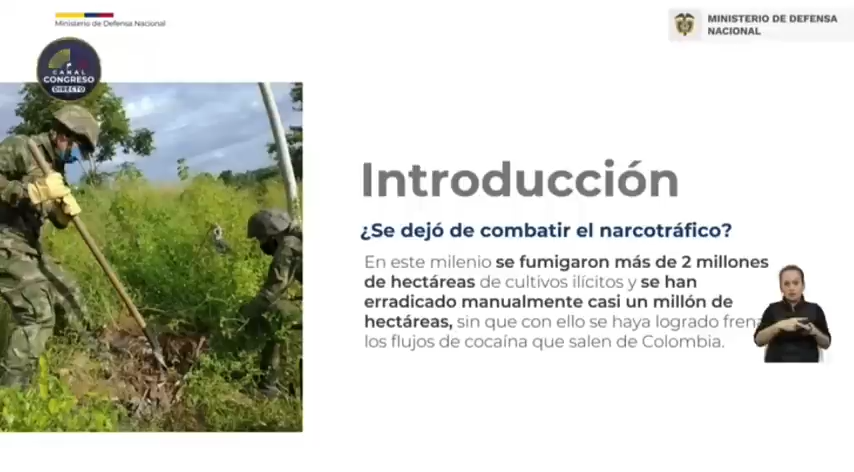 Ministerio de Defensa Nacional
MINISTERIO DE DEFENSA
NACIONAL
CANAL
CONGRESO
DIRECTO
Introducción
¿Se dejó de combatir el narcotráfico?
En este milenio se fumigaron más de 2 millones
de hectáreas de cultivos ilícitos y se han
erradicado manualmente casi un millón de
hectáreas, sin que con ello se haya logrado fren
los flujos de cocaína que salen de Colombia.